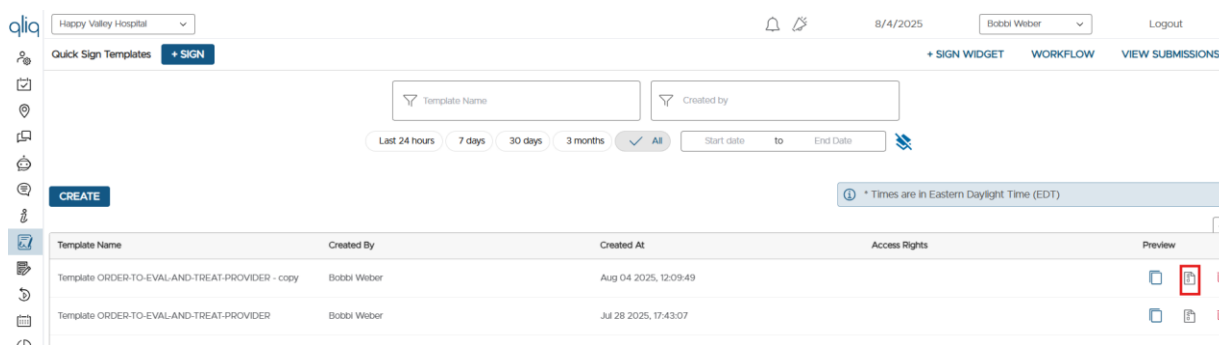 qliq Happy Valley Hospital 8/4/2025 Bobbi Weber Logout
Quick Sign Templates + SIGN + SIGN WIDGET WORKFLOW VIEW SUBMISSIONS
Template Name Created by
Last 24 hours 7 days 30 days 3 months All Start date to End Date
CREATE * Times are in Eastern Daylight Time (EDT)
Template Name Created By Created At Access Rights Preview
Template ORDER-TO-EVAL-AND-TREAT-PROVIDER - copy Bobbi Weber Aug 04 2025, 12:09:49
Template ORDER-TO-EVAL-AND-TREAT-PROVIDER Bobbi Weber Jul 28 2025, 17:43:07